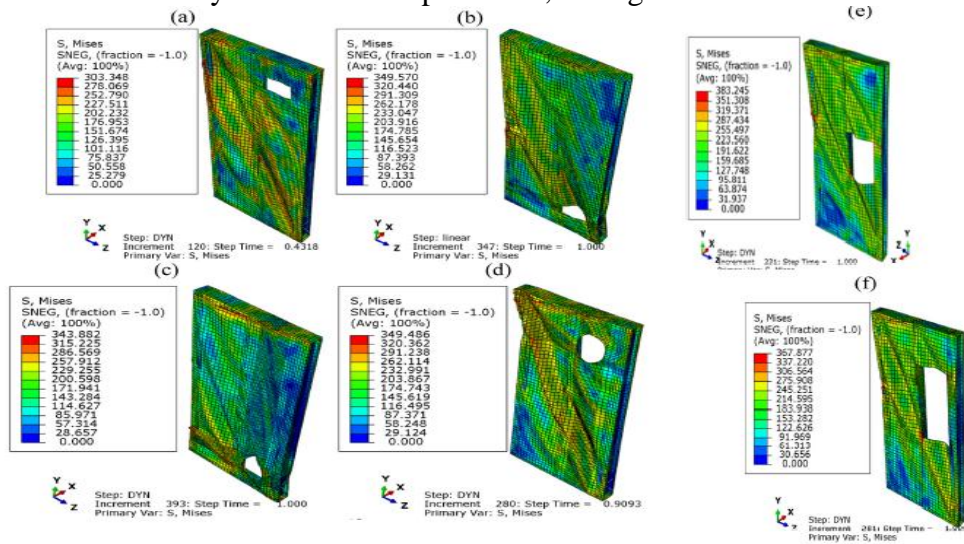 (a)
S, Mises
SNEG, (fraction = -1.0)
(Avg: 100%)
303.348
278.069
252.790
227.511
202.232
176.953
151.674
126.395
101.116
75.837
50.558
25.279
0.000
Y
X
Z
Step: DYN
Increment 120: Step Time = 0.4318
Primary Var: S, Mises
(b)
S, Mises
SNEG, (fraction = -1.0)
(Avg: 100%)
349.570
320.440
291.309
262.178
233.047
203.916
174.785
145.654
116.523
87.393
58.262
29.131
0.000
Y
X
Z
Step: linear
Increment 347: Step Time = 1.000
Primary Var: S, Mises
(e)
S, Mises
SNEG, (fraction = -1.0)
(Avg: 100%)
383.245
351.308
319.371
287.434
255.497
223.560
191.622
159.685
127.748
95.811
63.874
31.937
0.000
Y
X
Step: DYN
Increment 221: Step Time = 1.000
(c)
S, Mises
SNEG, (fraction = -1.0)
(Avg: 100%)
343.882
315.225
286.569
257.912
229.255
200.598
171.941
143.284
114.627
85.971
57.314
28.657
0.000
Y
X
Z
Step: DYN
Increment 393: Step Time = 1.000
Primary Var: S, Mises
(d)
S, Mises
SNEG, (fraction = -1.0)
(Avg: 100%)
349.486
320.362
291.238
262.114
232.991
203.867
174.743
145.619
116.495
87.371
58.248
29.124
0.000
Y
X
Z
Step: DYN
Increment 280: Step Time = 0.9093
Primary Var: S, Mises
(f)
S, Mises
SNEG, (fraction = -1.0)
(Avg: 100%)
367.877
337.220
306.564
275.908
245.251
214.595
183.938
153.282
122.626
91.969
61.313
30.656
0.000
Y
X
Step: DYN
Increment 281: Step Time =
Primary Var: S, Mises